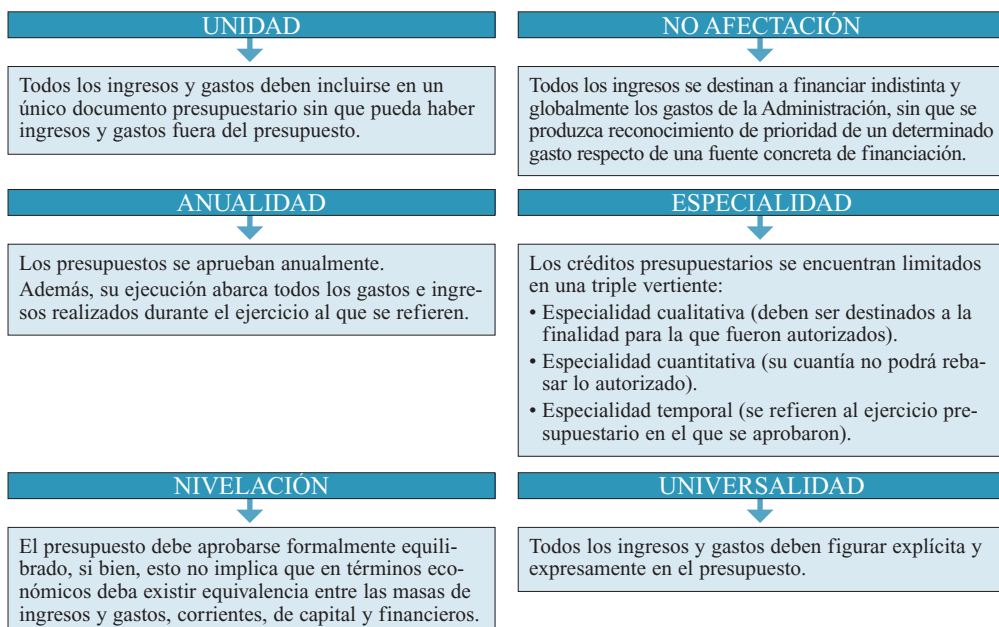 UNIDAD
Todos los ingresos y gastos deben incluirse en un
único documento presupuestario sin que pueda haber
ingresos y gastos fuera del presupuesto.
NO AFECTACIÓN
Todos los ingresos se destinan a financiar indistinta y
globalmente los gastos de la Administración, sin que se
produzca reconocimiento de prioridad de un determinado
gasto respecto de una fuente concreta de financiación.
ANUALIDAD
Los presupuestos se aprueban anualmente.
Además, su ejecución abarca todos los gastos e ingre-
sos realizados durante el ejercicio al que se refieren.
ESPECIALIDAD
Los créditos presupuestarios se encuentran limitados
en una triple vertiente:
• Especialidad cualitativa (deben ser destinados a la
finalidad para la que fueron autorizados).
• Especialidad cuantitativa (su cuantía no podrá reba-
sar lo autorizado).
• Especialidad temporal (se refieren al ejercicio pre-
supuestario en el que se aprobaron).
NIVELACIÓN
El presupuesto debe aprobarse formalmente equili-
brado, si bien, esto no implica que en términos eco-
nómicos deba existir equivalencia entre las masas de
ingresos y gastos, corrientes, de capital y financieros.
UNIVERSALIDAD
Todos los ingresos y gastos deben figurar explícita y
expresamente en el presupuesto.